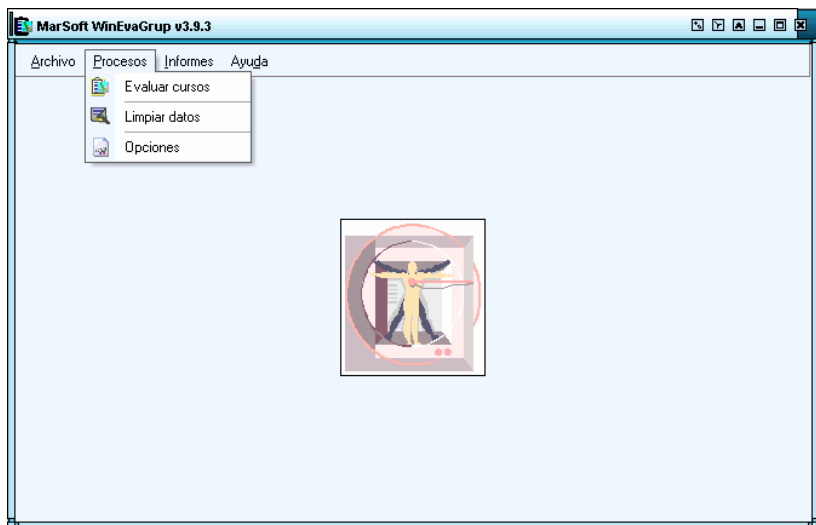 MarSoft WinEvaGrup v3.9.3
Archivo Procesos Informes Ayuda
Evaluar cursos
Limpiar datos
Opciones